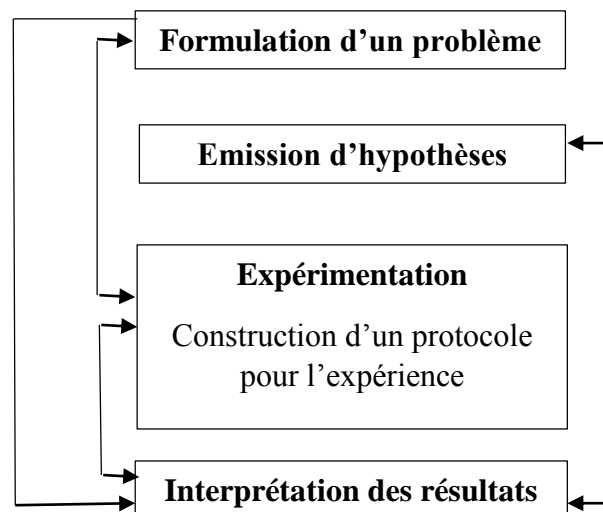 Formulation d’un problème
Emission d’hypothèses
Expérimentation
Construction d’un protocole
pour l’expérience
Interprétation des résultats